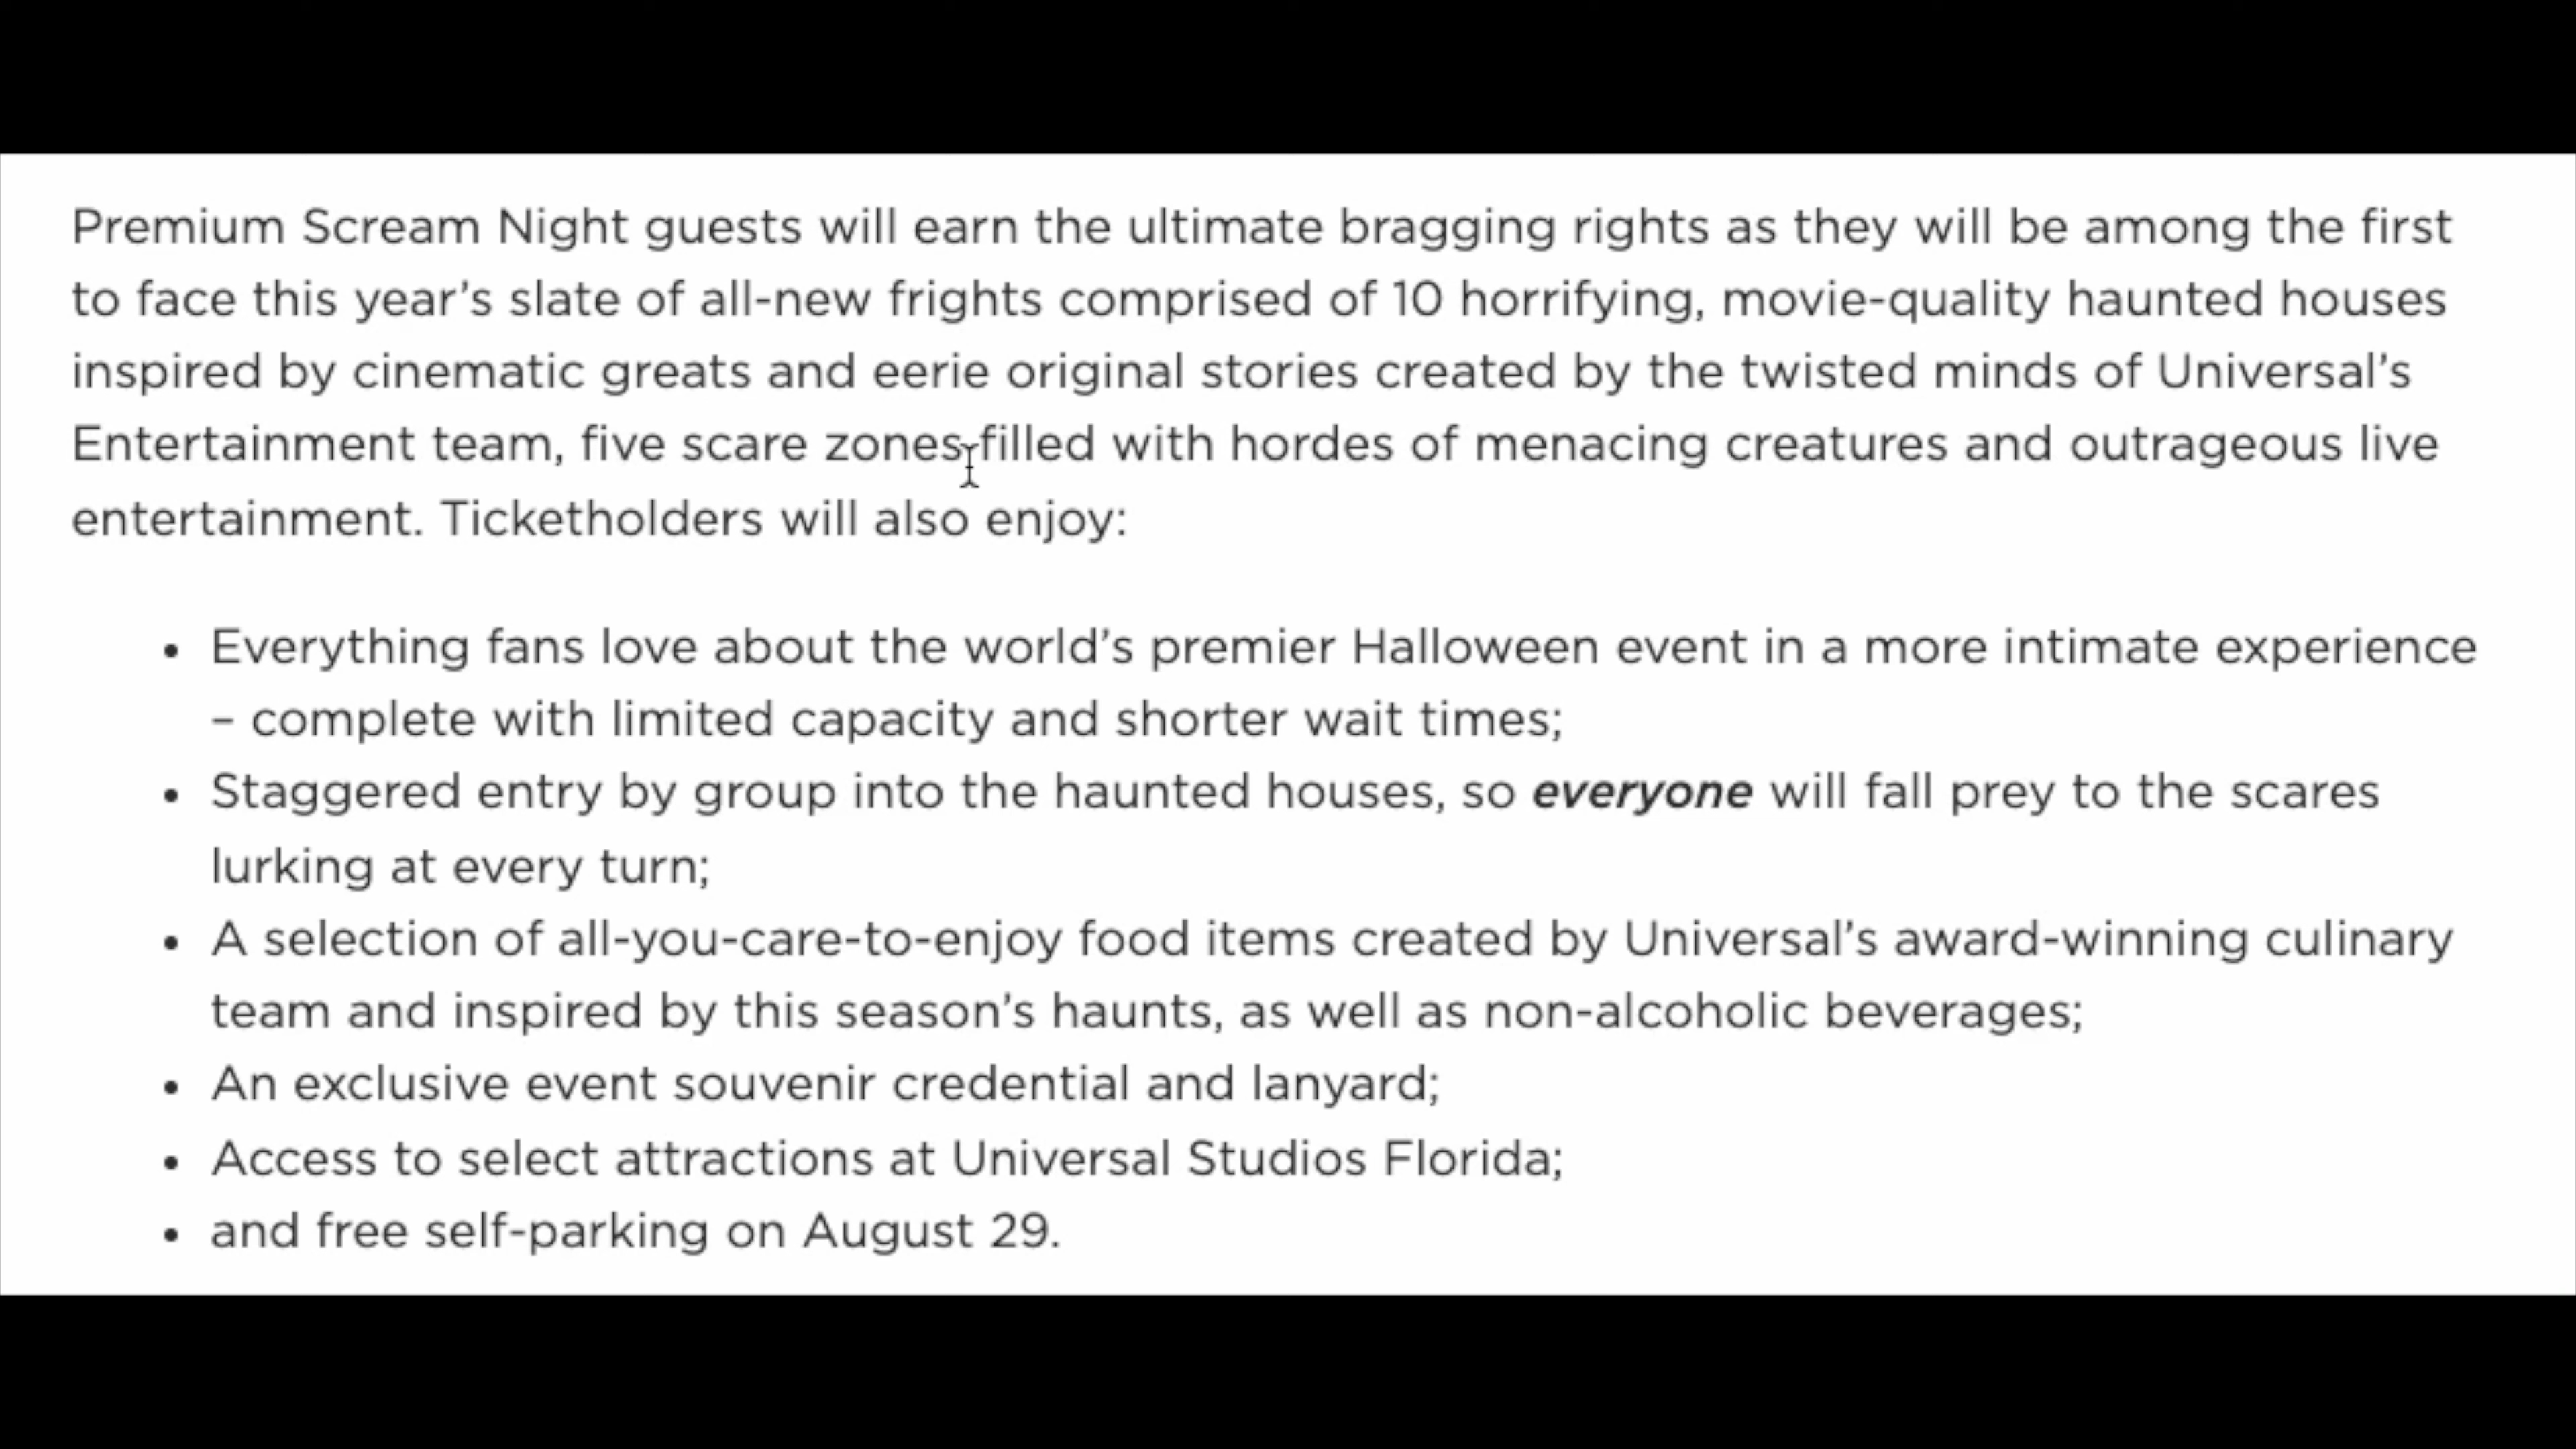 Premium Scream Night guests will earn the ultimate bragging rights as they will be among the first
to face this year’s slate of all-new frights comprised of 10 horrifying, movie-quality haunted houses
inspired by cinematic greats and eerie original stories created by the twisted minds of Universal’s
Entertainment team, five scare zones filled with hordes of menacing creatures and outrageous live
entertainment. Ticketholders will also enjoy:
• Everything fans love about the world’s premier Halloween event in a more intimate experience
– complete with limited capacity and shorter wait times;
• Staggered entry by group into the haunted houses, so everyone will fall prey to the scares
lurking at every turn;
• A selection of all-you-care-to-enjoy food items created by Universal’s award-winning culinary
team and inspired by this season’s haunts, as well as non-alcoholic beverages;
• An exclusive event souvenir credential and lanyard;
• Access to select attractions at Universal Studios Florida;
• and free self-parking on August 29.